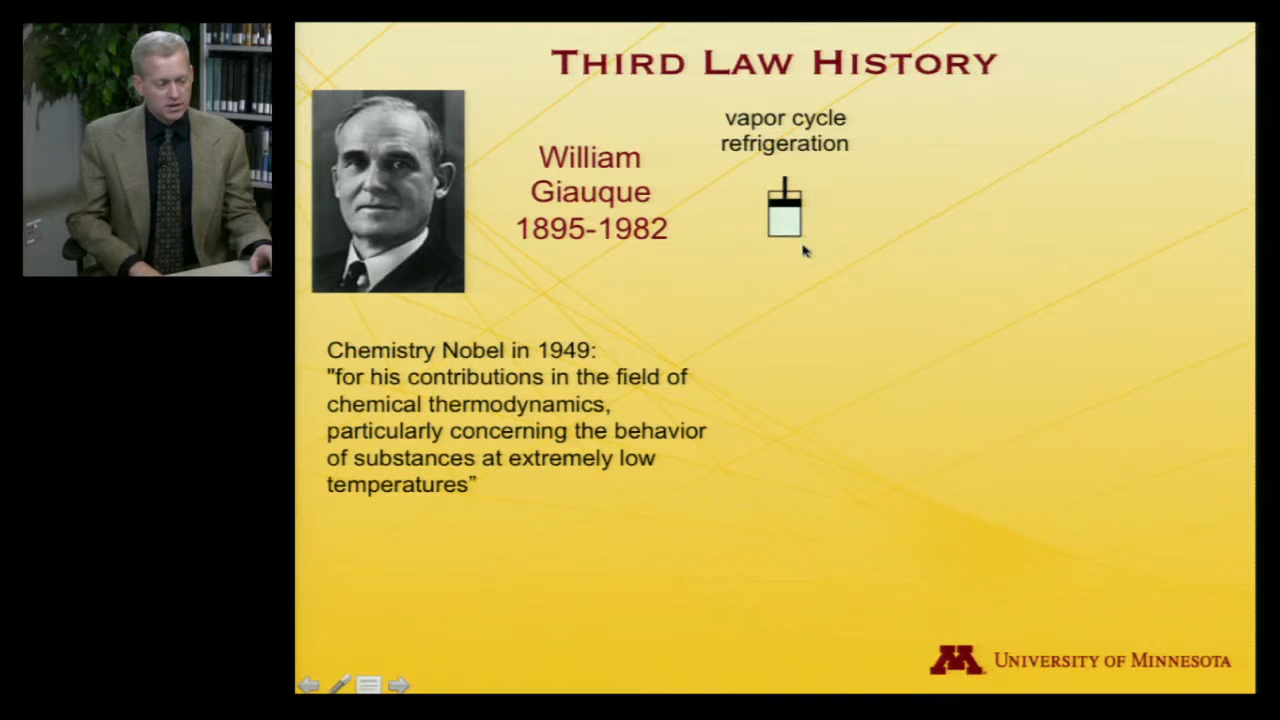 THIRD LAW HISTORY
William
Giauque
1895-1982
vapor cycle
refrigeration
Chemistry Nobel in 1949:
"for his contributions in the field of
chemical thermodynamics,
particularly concerning the behavior
of substances at extremely low
temperatures”
M UNIVERSITY OF MINNESOTA